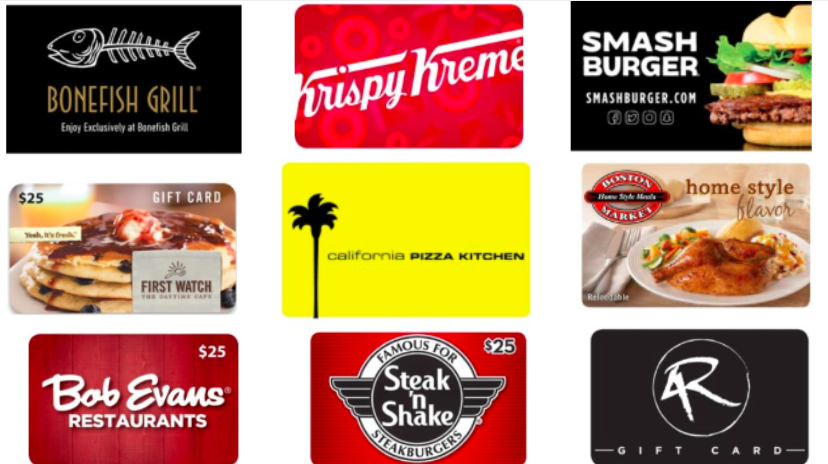 BONEFISH GRILL®
Enjoy Exclusively at Bonefish Grill
Krispy Kreme®
SMASH
BURGER
SMASHBURGER.COM
$25
GIFT CARD
Yeah, it's fresh.
FIRST WATCH
THE DAYTIME CAFE
california PIZZA KITCHEN
BOSTON
Home Style Meals
MARKET
home style
flavor
Reloadable
$25
Bob Evans®
RESTAURANTS
$25
FAMOUS FOR
Steak
'n
Shake
STEAKBURGERS
4R
GIFT CARD